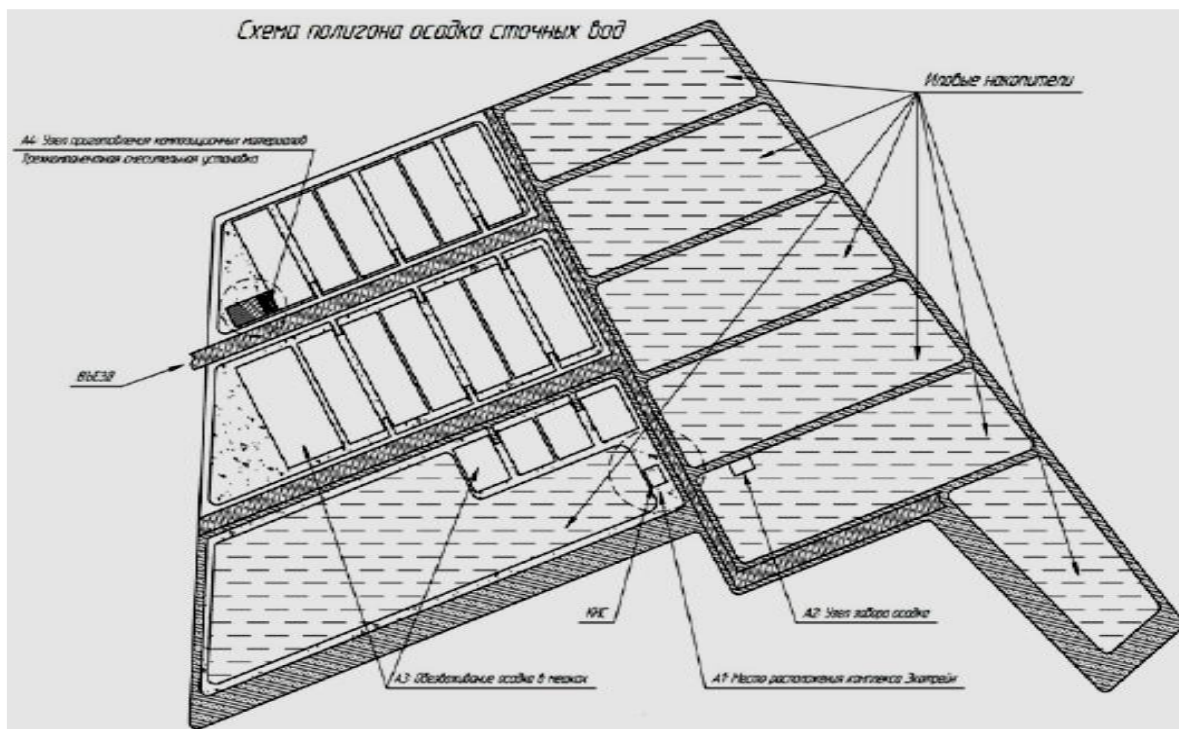 Схема полигона осадка сточных вод
Иловые накопители
А4: Узел приготовления композиционных материалов
Трехкомпонентная смесительная установка
ВЪЕЗД
КНС
А2: Узел забора осадка
А3: Обезвоживание осадка в мешках
А1: Место расположения комплекса Экотрейн